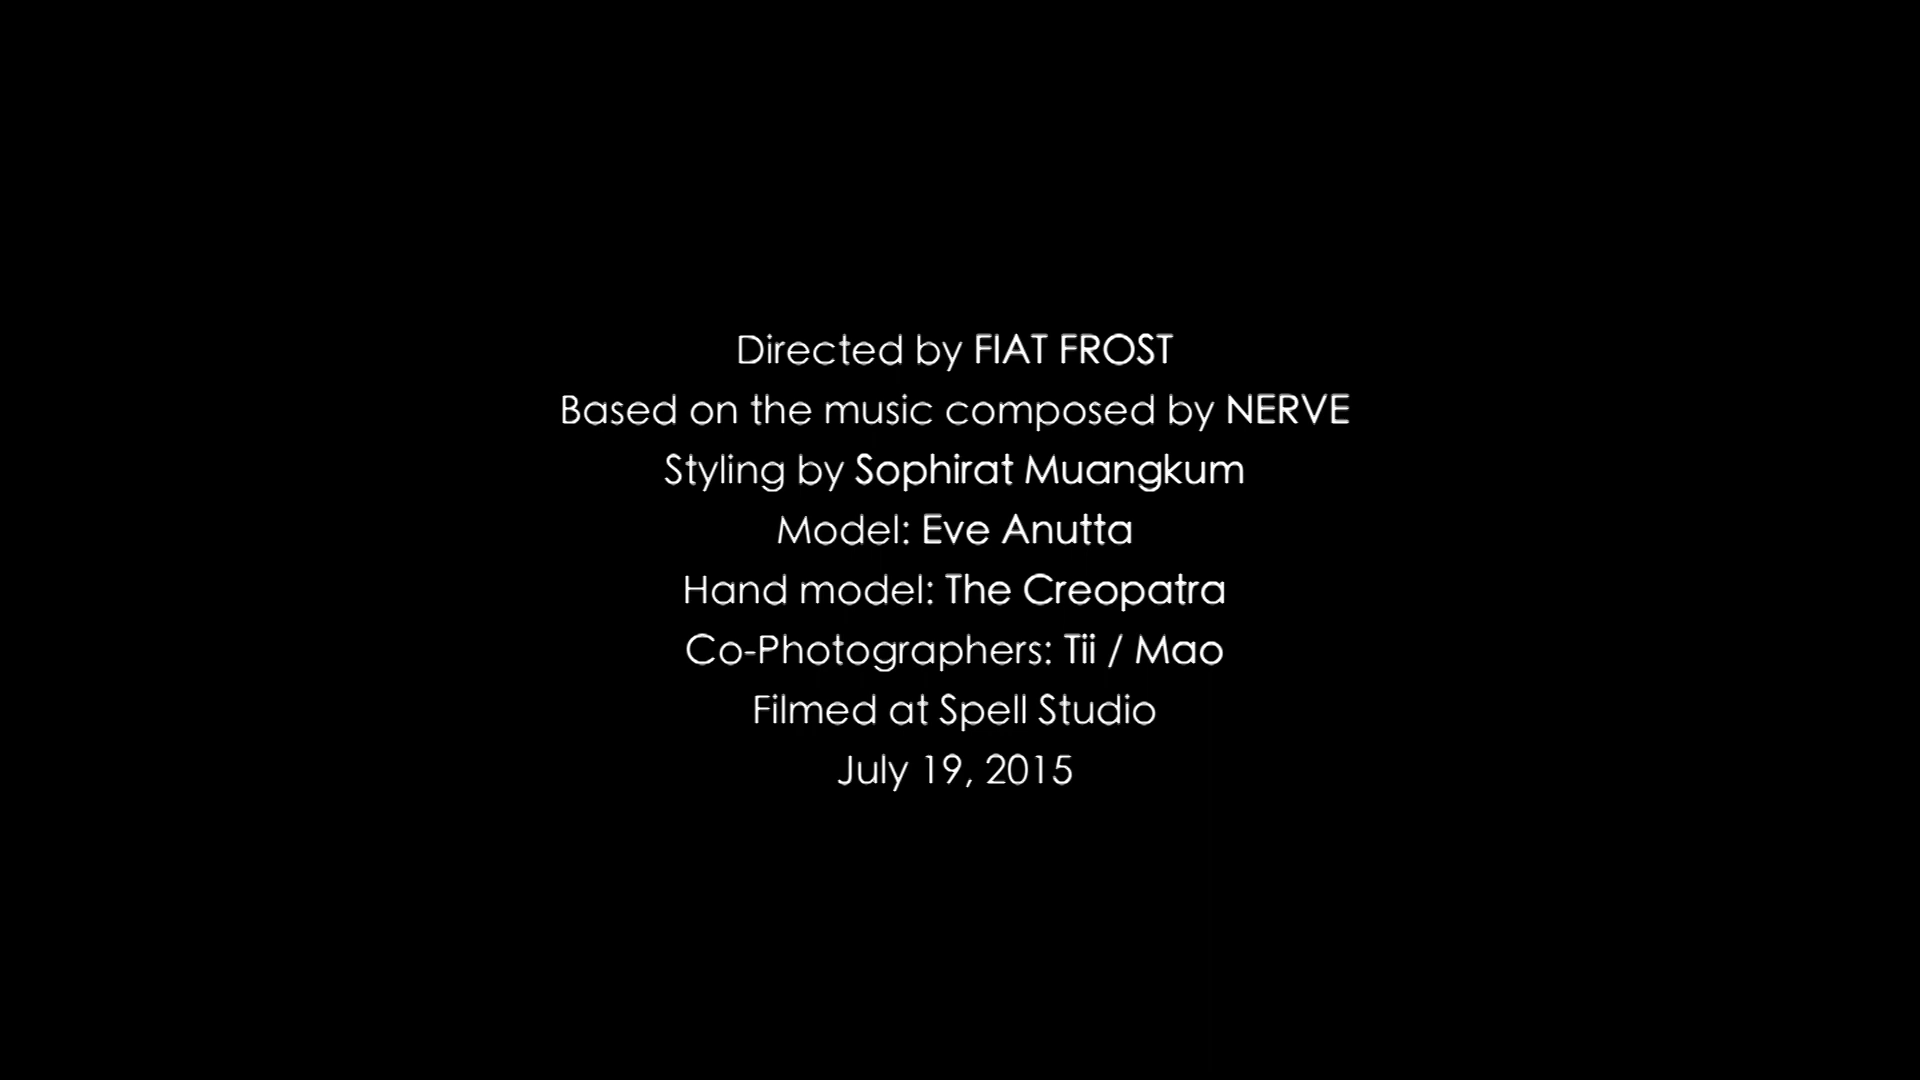 Directed by FIAT FROST
Based on the music composed by NERVE
Styling by Sophirat Muangkum
Model: Eve Anutta
Hand model: The Creopatra
Co-Photographers: Tii / Mao
Filmed at Spell Studio
July 19, 2015